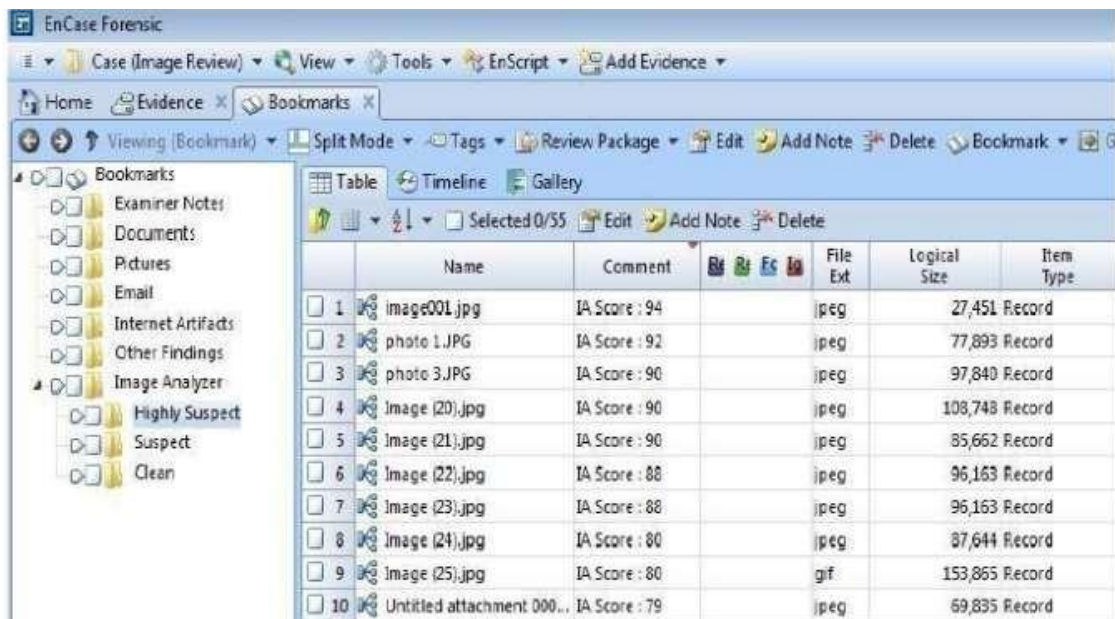 EnCase Forensic
Case (Image Review) View Tools EnScript Add Evidence
Home Evidence Bookmarks
Viewing (Bookmark) Split Mode Tags Review Package Edit Add Note Delete Bookmark G
Bookmarks
Examiner Notes
Documents
Pictures
Email
Internet Artifacts
Other Findings
Image Analyzer
Highly Suspect
Suspect
Clean
Table Timeline Gallery
Selected 0/55 Edit Add Note Delete
Name Comment File Ext Logical Size Item Type
1 image001.jpg IA Score : 94 jpeg 27,451 Record
2 photo 1.JPG IA Score : 92 jpeg 77,893 Record
3 photo 3.JPG IA Score : 90 jpeg 97,840 Record
4 Image (20).jpg IA Score : 90 jpeg 108,748 Record
5 Image (21).jpg IA Score : 90 jpeg 85,662 Record
6 Image (22).jpg IA Score : 88 jpeg 96,163 Record
7 Image (23).jpg IA Score : 88 jpeg 96,163 Record
8 Image (24).jpg IA Score : 80 jpeg 87,644 Record
9 Image (25).jpg IA Score : 80 gif 153,865 Record
10 Untitled attachment 000... IA Score : 79 jpeg 69,835 Record